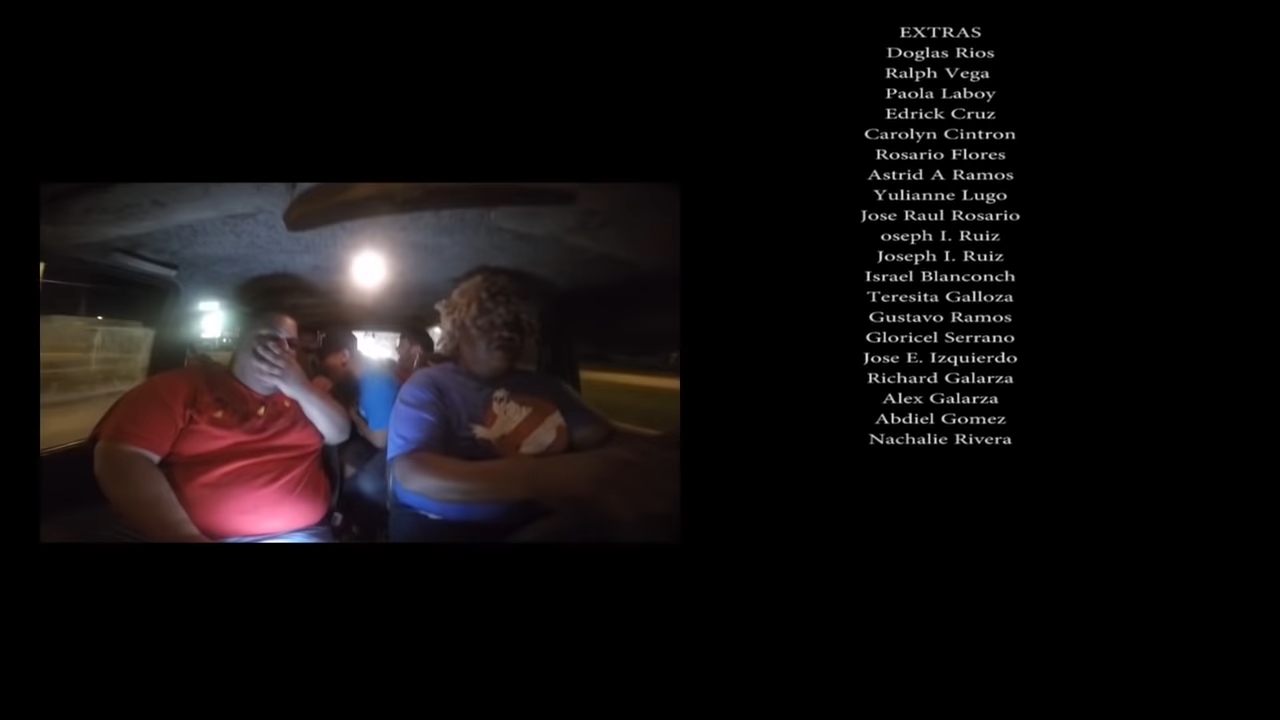 EXTRAS
Doglas Rios
Ralph Vega
Paola Laboy
Edrick Cruz
Carolyn Cintron
Rosario Flores
Astrid A Ramos
Yulianne Lugo
Jose Raul Rosario
oseph I. Ruiz
Joseph I. Ruiz
Israel Blanconch
Teresita Galloza
Gustavo Ramos
Gloricel Serrano
Jose E. Izquierdo
Richard Galarza
Alex Galarza
Abdiel Gomez
Nachalie Rivera